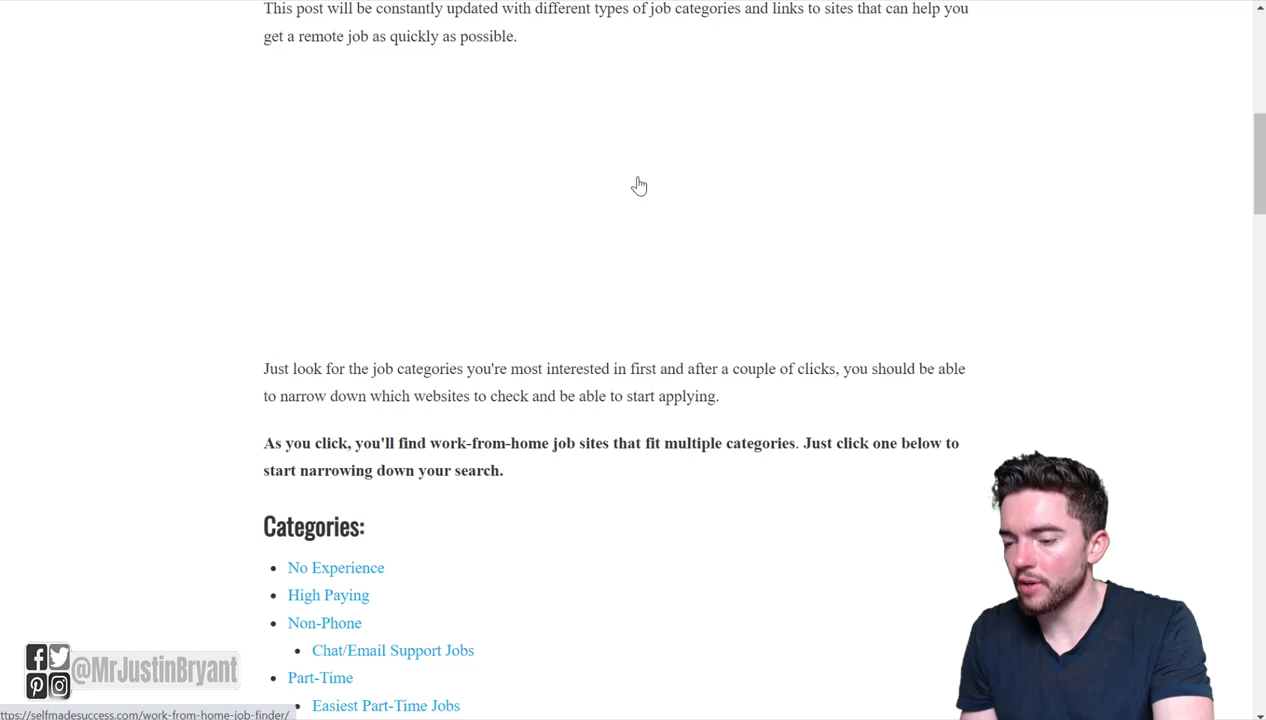 This post will be constantly updated with different types of job categories and links to sites that can help you
get a remote job as quickly as possible.
Just look for the job categories you're most interested in first and after a couple of clicks, you should be able
to narrow down which websites to check and be able to start applying.
As you click, you'll find work-from-home job sites that fit multiple categories. Just click one below to
start narrowing down your search.
Categories:
No Experience
High Paying
Non-Phone
Chat/Email Support Jobs
@MrJustinBryant
Part-Time
Easiest Part-Time Jobs
ttps://selfmadesuccess.com/work-from-home-job-finder/